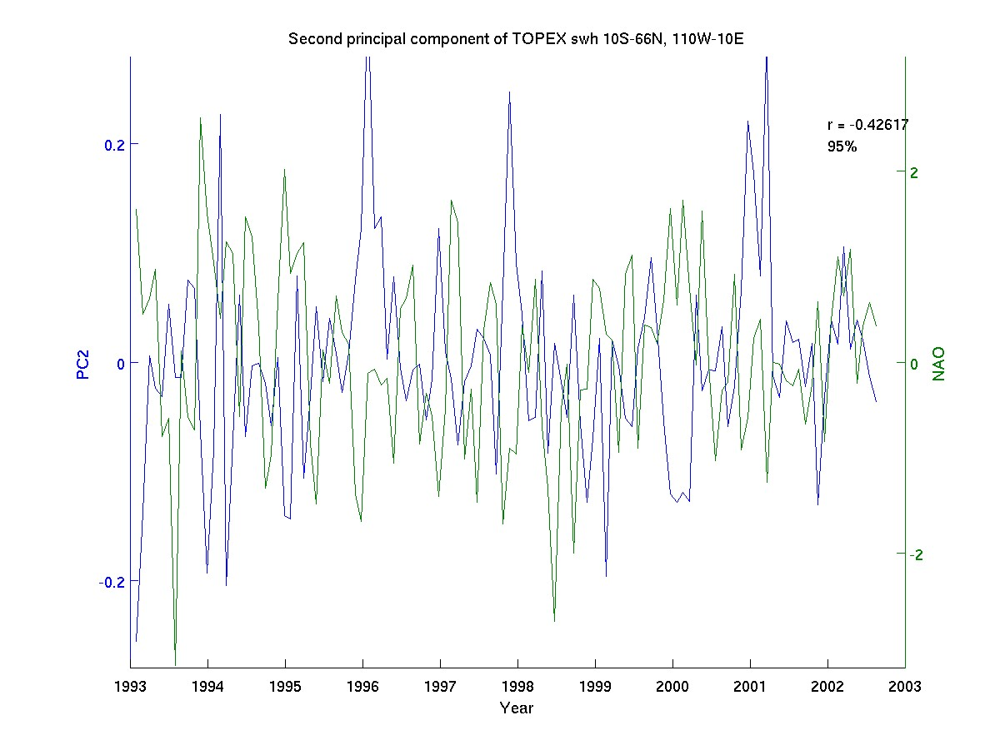 Second principal component of TOPEX swh 10S-66N, 110W-10E
r = -0.42617
95%
0.2
0
-0.2
PC2
2
0
-2
NAO
1993 1994 1995 1996 1997 1998 1999 2000 2001 2002 2003
Year